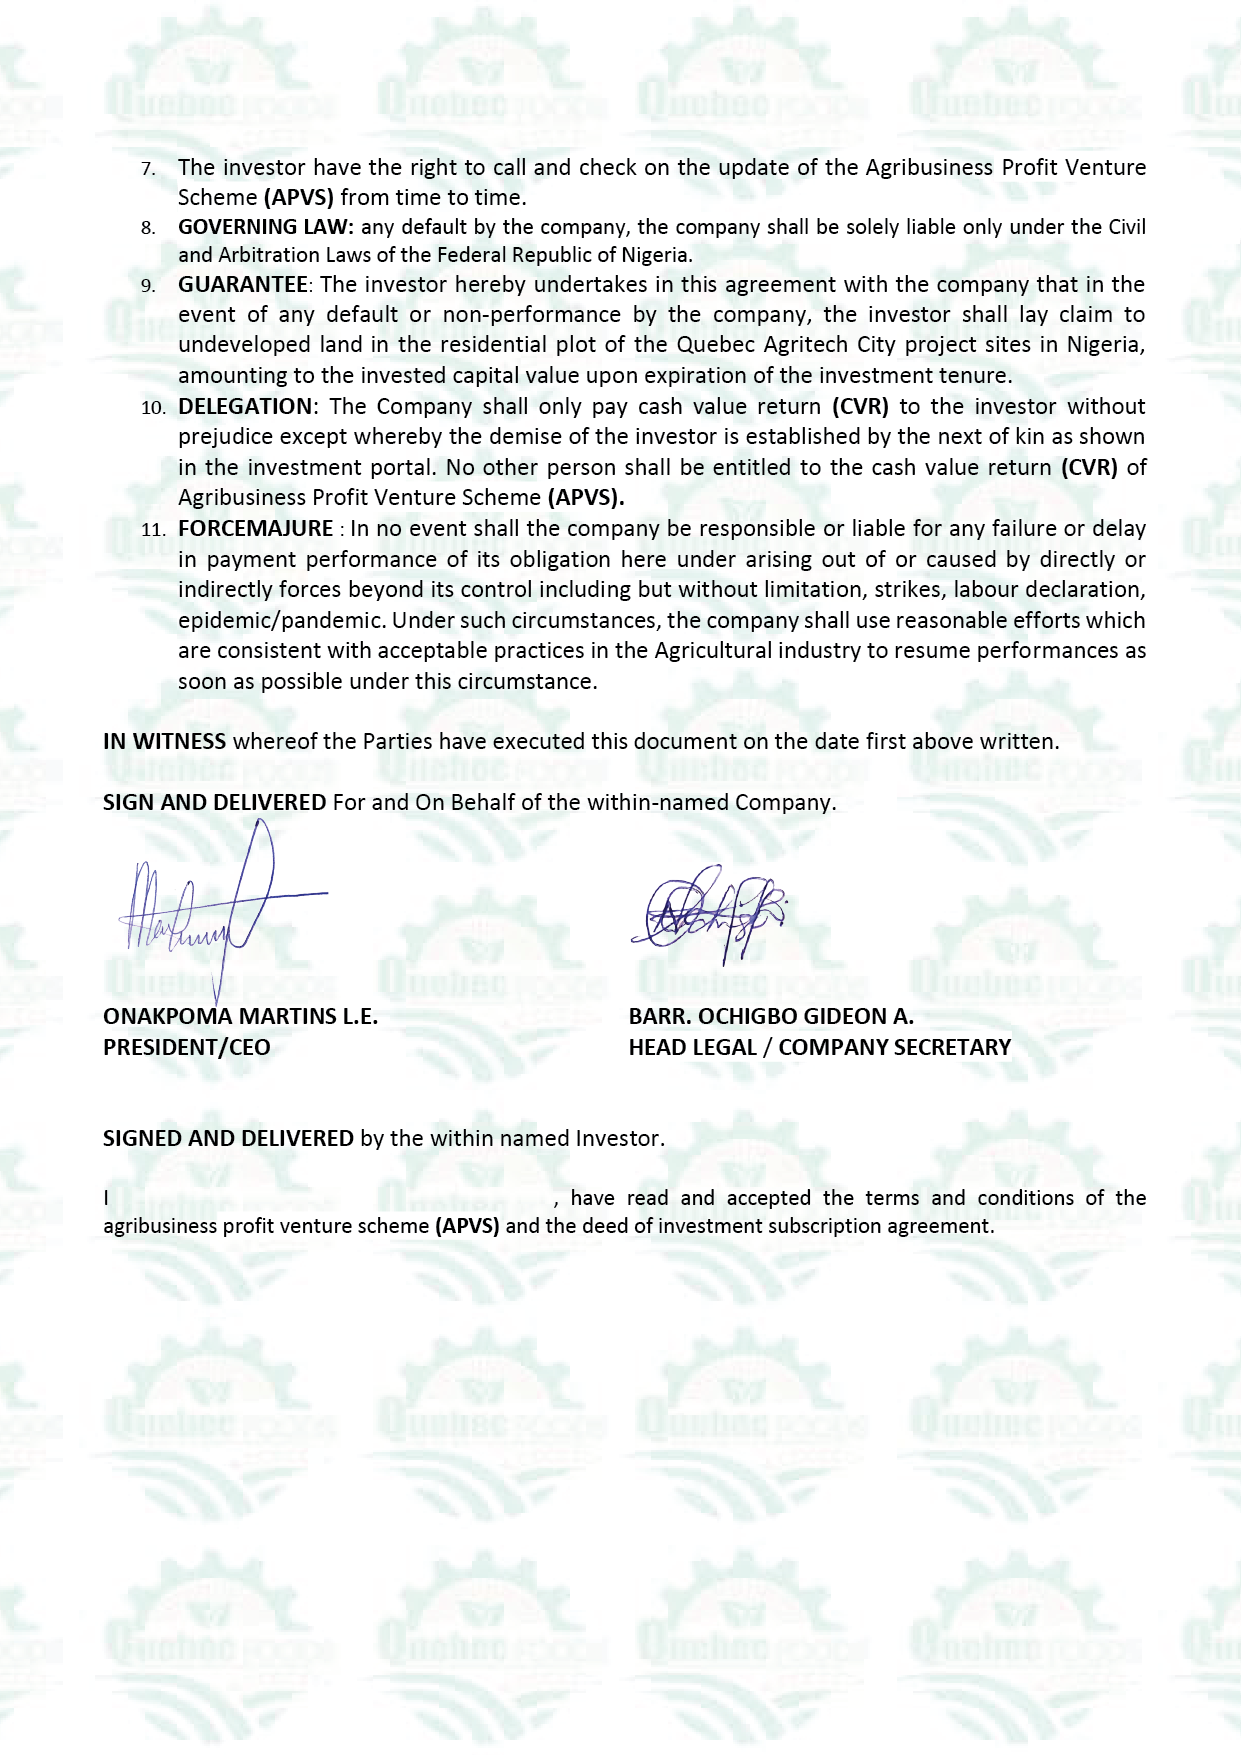 7. The investor have the right to call and check on the update of the Agribusiness Profit Venture
Scheme (APVS) from time to time.
8. GOVERNING LAW: any default by the company, the company shall be solely liable only under the Civil
and Arbitration Laws of the Federal Republic of Nigeria.
9. GUARANTEE: The investor hereby undertakes in this agreement with the company that in the
event of any default or non-performance by the company, the investor shall lay claim to
undeveloped land in the residential plot of the Quebec Agritech City project sites in Nigeria,
amounting to the invested capital value upon expiration of the investment tenure.
10. DELEGATION: The Company shall only pay cash value return (CVR) to the investor without
prejudice except whereby the demise of the investor is established by the next of kin as shown
in the investment portal. No other person shall be entitled to the cash value return (CVR) of
Agribusiness Profit Venture Scheme (APVS).
11. FORCEMAJURE : In no event shall the company be responsible or liable for any failure or delay
in payment performance of its obligation here under arising out of or caused by directly or
indirectly forces beyond its control including but without limitation, strikes, labour declaration,
epidemic/pandemic. Under such circumstances, the company shall use reasonable efforts which
are consistent with acceptable practices in the Agricultural industry to resume performances as
soon as possible under this circumstance.
IN WITNESS whereof the Parties have executed this document on the date first above written.
SIGN AND DELIVERED For and On Behalf of the within-named Company.
ONAKPOMA MARTINS L.E.
PRESIDENT/CEO
BARR. OCHIGBO GIDEON A.
HEAD LEGAL / COMPANY SECRETARY
SIGNED AND DELIVERED by the within named Investor.
I , have read and accepted the terms and conditions of the
agribusiness profit venture scheme (APVS) and the deed of investment subscription agreement.